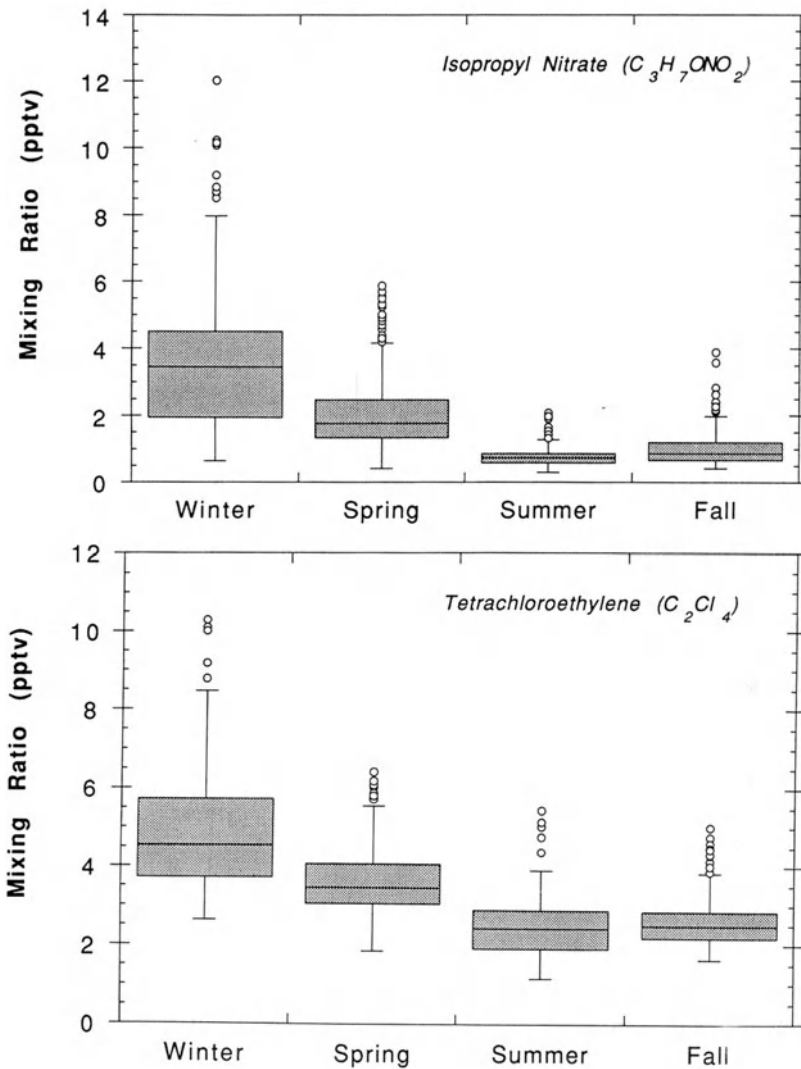 Isopropyl Nitrate (C₃H₇ONO₂)
Mixing Ratio (pptv)
14
12
10
8
6
4
2
0
Winter Spring Summer Fall
Tetrachloroethylene (C₂Cl₄)
Mixing Ratio (pptv)
12
10
8
6
4
2
0
Winter Spring Summer Fall